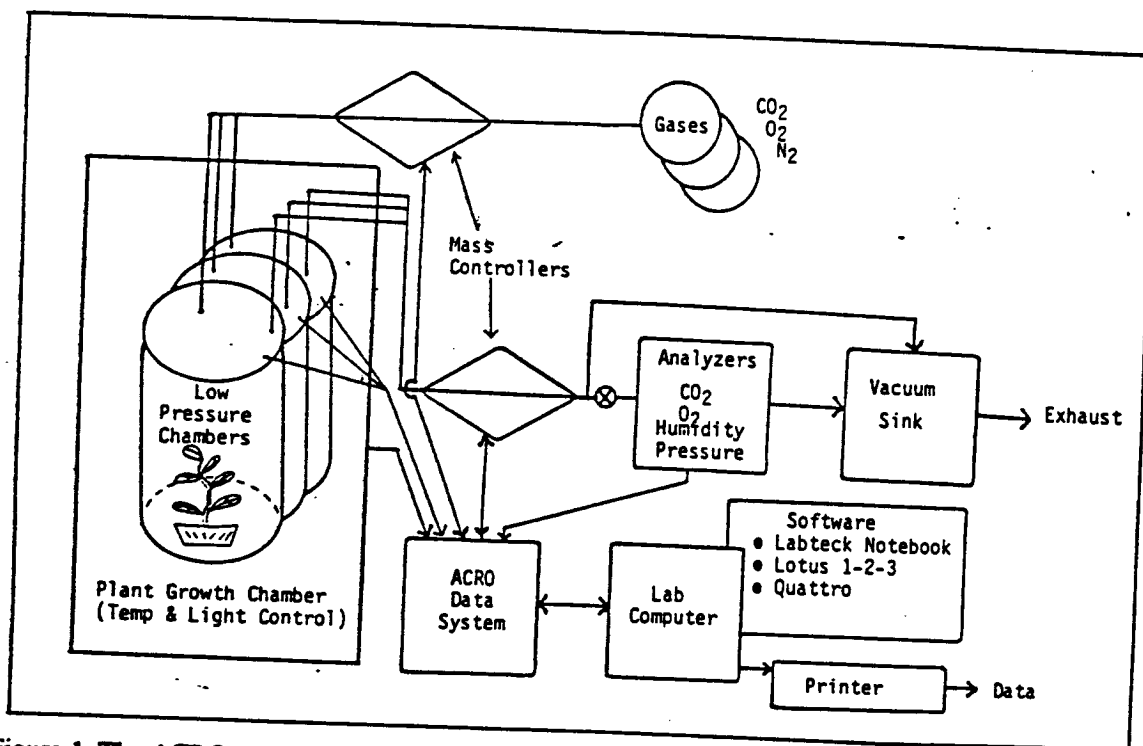 Gases
CO2
O2
N2
Mass
Controllers
Low
Pressure
Chambers
Plant Growth Chamber
(Temp & Light Control)
Analyzers
CO2
O2
Humidity
Pressure
Vacuum
Sink
Exhaust
ACRO
Data
System
Lab
Computer
Software
• Labteck Notebook
• Lotus 1-2-3
• Quattro
Printer
Data